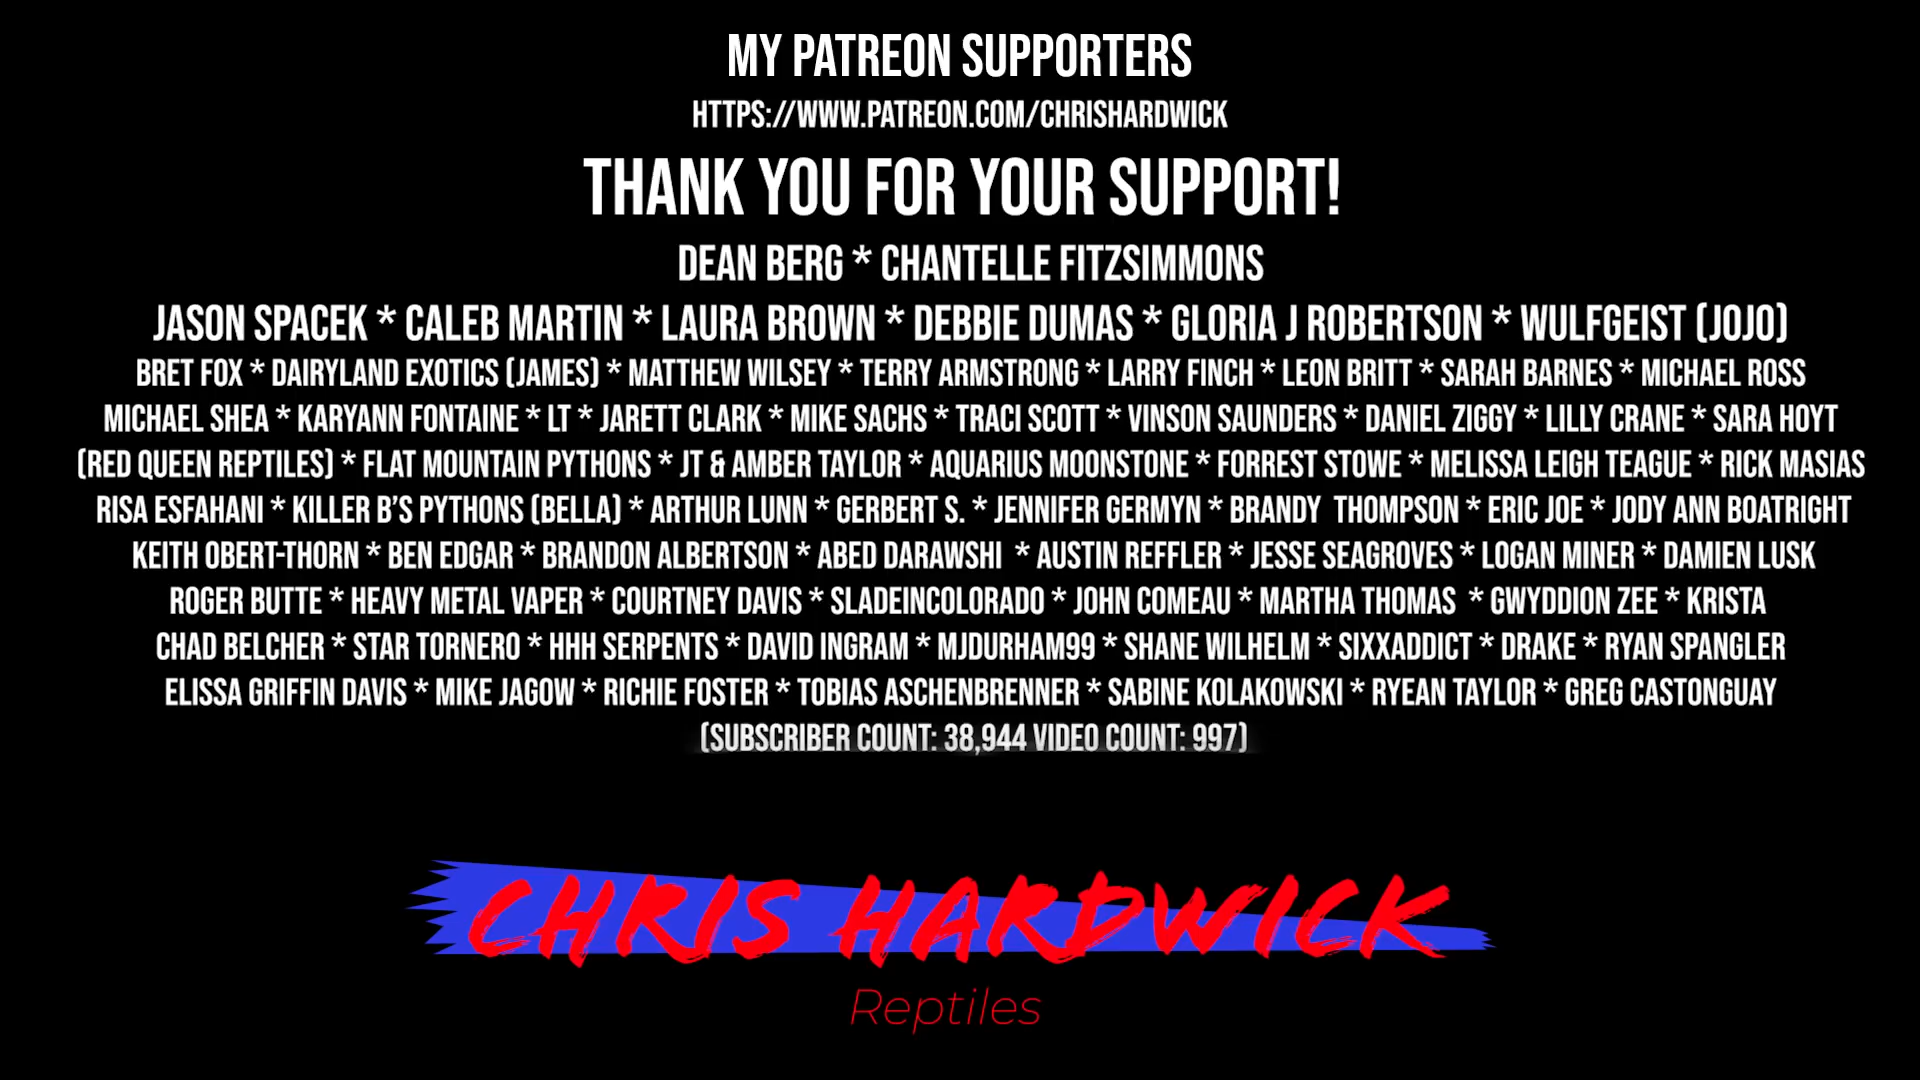 MY PATREON SUPPORTERS
HTTPS://WWW.PATREON.COM/CHRISHARDWICK
THANK YOU FOR YOUR SUPPORT!
DEAN BERG * CHANTELLE FITZSIMMONS
JASON SPACEK * CALEB MARTIN * LAURA BROWN * DEBBIE DUMAS * GLORIA J ROBERTSON * WULFGEIST (JOJO)
BRET FOX * DAIRYLAND EXOTICS (JAMES) * MATTHEW WILSEY * TERRY ARMSTRONG * LARRY FINCH * LEON BRITT * SARAH BARNES * MICHAEL ROSS
MICHAEL SHEA * KARYANN FONTAINE * LT * JARETT CLARK * MIKE SACHS * TRACI SCOTT * VINSON SAUNDERS * DANIEL ZIGGY * LILLY CRANE * SARA HOYT
(RED QUEEN REPTILES) * FLAT MOUNTAIN PYTHONS * JT & AMBER TAYLOR * AQUARIUS MOONSTONE * FORREST STOWE * MELISSA LEIGH TEAGUE * RICK MASIAS
RISA ESFAHANI * KILLER B'S PYTHONS (BELLA) * ARTHUR LUNN * GERBERT S. * JENNIFER GERMYN * BRANDY  THOMPSON * ERIC JOE * JODY ANN BOATRIGHT
KEITH OBERT-THORN * BEN EDGAR * BRANDON ALBERTSON * ABED DARAWSHI  * AUSTIN REFFLER * JESSE SEAGROVES * LOGAN MINER * DAMIEN LUSK
ROGER BUTTE * HEAVY METAL VAPER * COURTNEY DAVIS * SLADEINCOLORADO * JOHN COMEAU * MARTHA THOMAS  * GWYDDION ZEE * KRISTA
CHAD BELCHER * STAR TORNERO * HHH SERPENTS * DAVID INGRAM * MJDURHAM99 * SHANE WILHELM * SIXXADDICT * DRAKE * RYAN SPANGLER
ELISSA GRIFFIN DAVIS * MIKE JAGOW * RICHIE FOSTER * TOBIAS ASCHENBRENNER * SABINE KOLAKOWSKI * RYEAN TAYLOR * GREG CASTONGUAY
(SUBSCRIBER COUNT: 38,944 VIDEO COUNT: 997)
CHRIS HARDWICK
Reptiles